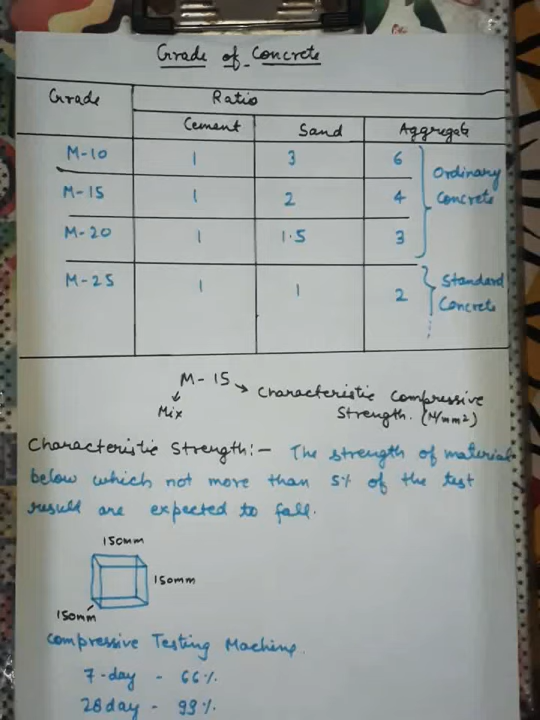 Grade of Concrete
Grade Ratio
Cement Sand Aggregate
M-10 1 3 6
M-15 1 2 4
M-20 1 1.5 3
Ordinary
Concrete
M-25 1 1 2
Standard
Concrete
M-15
Mix
Characteristic Compressive
Strength. (N/mm²)
Characteristic Strength:- The strength of material
below which not more than 5% of the test
result are expected to fall.
150mm
150mm
150mm
Compressive Testing Machine.
7-day - 66%.
28day - 99%.